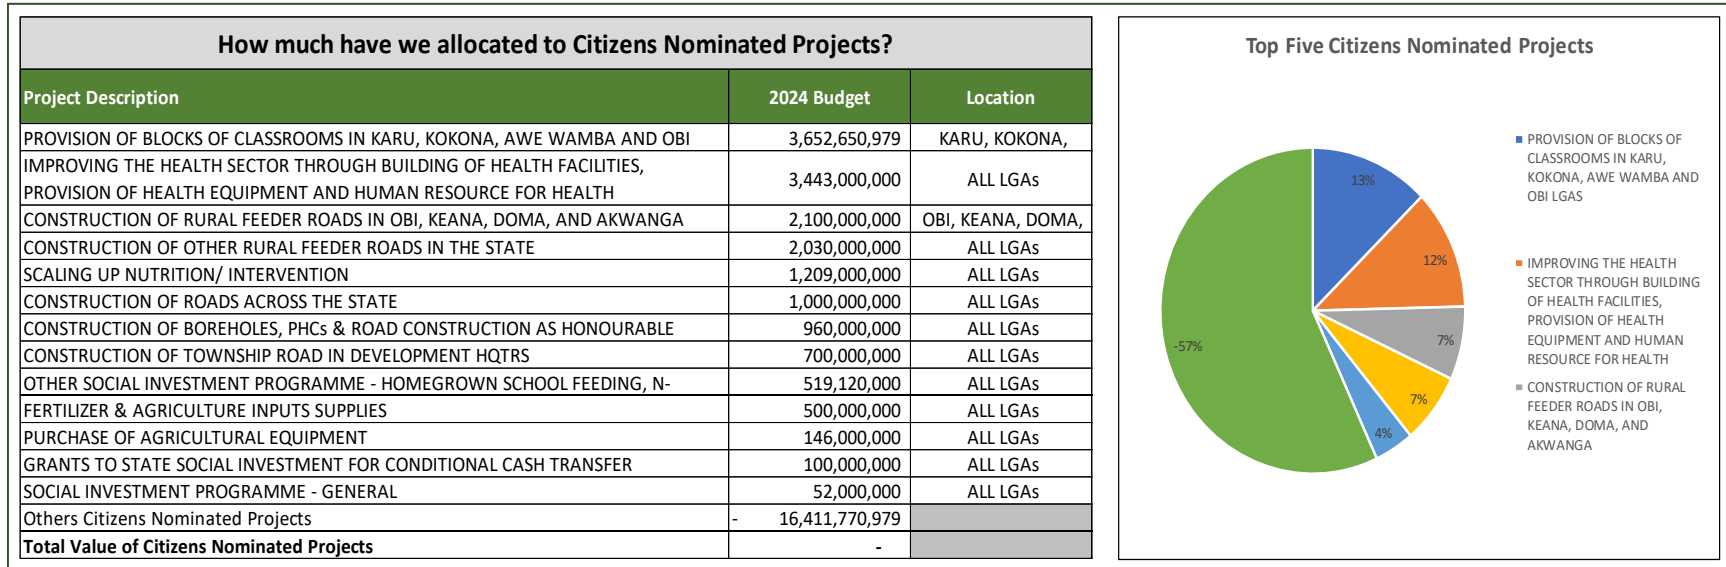 How much have we allocated to Citizens Nominated Projects?
Project Description 2024 Budget Location
PROVISION OF BLOCKS OF CLASSROOMS IN KARU, KOKONA, AWE WAMBA AND OBI 3,652,650,979 KARU, KOKONA,
IMPROVING THE HEALTH SECTOR THROUGH BUILDING OF HEALTH FACILITIES,
PROVISION OF HEALTH EQUIPMENT AND HUMAN RESOURCE FOR HEALTH 3,443,000,000 ALL LGAs
CONSTRUCTION OF RURAL FEEDER ROADS IN OBI, KEANA, DOMA, AND AKWANGA 2,100,000,000 OBI, KEANA, DOMA,
CONSTRUCTION OF OTHER RURAL FEEDER ROADS IN THE STATE 2,030,000,000 ALL LGAs
SCALING UP NUTRITION/ INTERVENTION 1,209,000,000 ALL LGAs
CONSTRUCTION OF ROADS ACROSS THE STATE 1,000,000,000 ALL LGAs
CONSTRUCTION OF BOREHOLES, PHCs & ROAD CONSTRUCTION AS HONOURABLE 960,000,000 ALL LGAs
CONSTRUCTION OF TOWNSHIP ROAD IN DEVELOPMENT HQTRS 700,000,000 ALL LGAs
OTHER SOCIAL INVESTMENT PROGRAMME - HOMEGROWN SCHOOL FEEDING, N- 519,120,000 ALL LGAs
FERTILIZER & AGRICULTURE INPUTS SUPPLIES 500,000,000 ALL LGAs
PURCHASE OF AGRICULTURAL EQUIPMENT 146,000,000 ALL LGAs
GRANTS TO STATE SOCIAL INVESTMENT FOR CONDITIONAL CASH TRANSFER 100,000,000 ALL LGAs
SOCIAL INVESTMENT PROGRAMME - GENERAL 52,000,000 ALL LGAs
Others Citizens Nominated Projects - 16,411,770,979
Total Value of Citizens Nominated Projects -
Top Five Citizens Nominated Projects
13%
12%
7%
7%
4%
-57%
PROVISION OF BLOCKS OF
CLASSROOMS IN KARU,
KOKONA, AWE WAMBA AND
OBI LGAS
IMPROVING THE HEALTH
SECTOR THROUGH BUILDING
OF HEALTH FACILITIES,
PROVISION OF HEALTH
EQUIPMENT AND HUMAN
RESOURCE FOR HEALTH
CONSTRUCTION OF RURAL
FEEDER ROADS IN OBI,
KEANA, DOMA, AND
AKWANGA